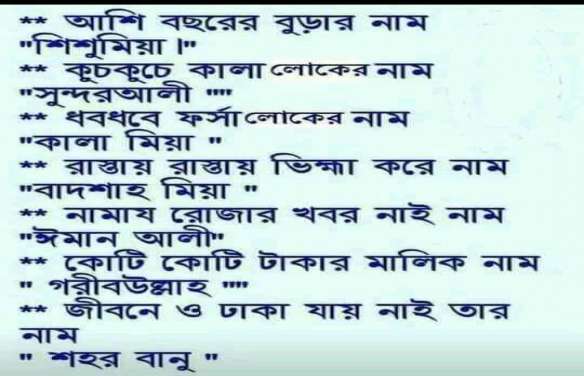 ** আশি বছরের বুড়ার নাম
"শিশুমিয়া।"
** কুচকুচে কালা লোকের নাম
"সুন্দরআলী ""
** ধবধবে ফর্সা লোকের নাম
"কালা মিয়া "
** রাস্তায় রাস্তায় ভিক্ষা করে নাম
"বাদশাহ মিয়া "
** নামায রোজার খবর নাই নাম
"ঈমান আলী"
** কোটি কোটি টাকার মালিক নাম
" গরীবউল্লাহ ""
** জীবনে ও ঢাকা যায় নাই তার
নাম
" শহর বানু "